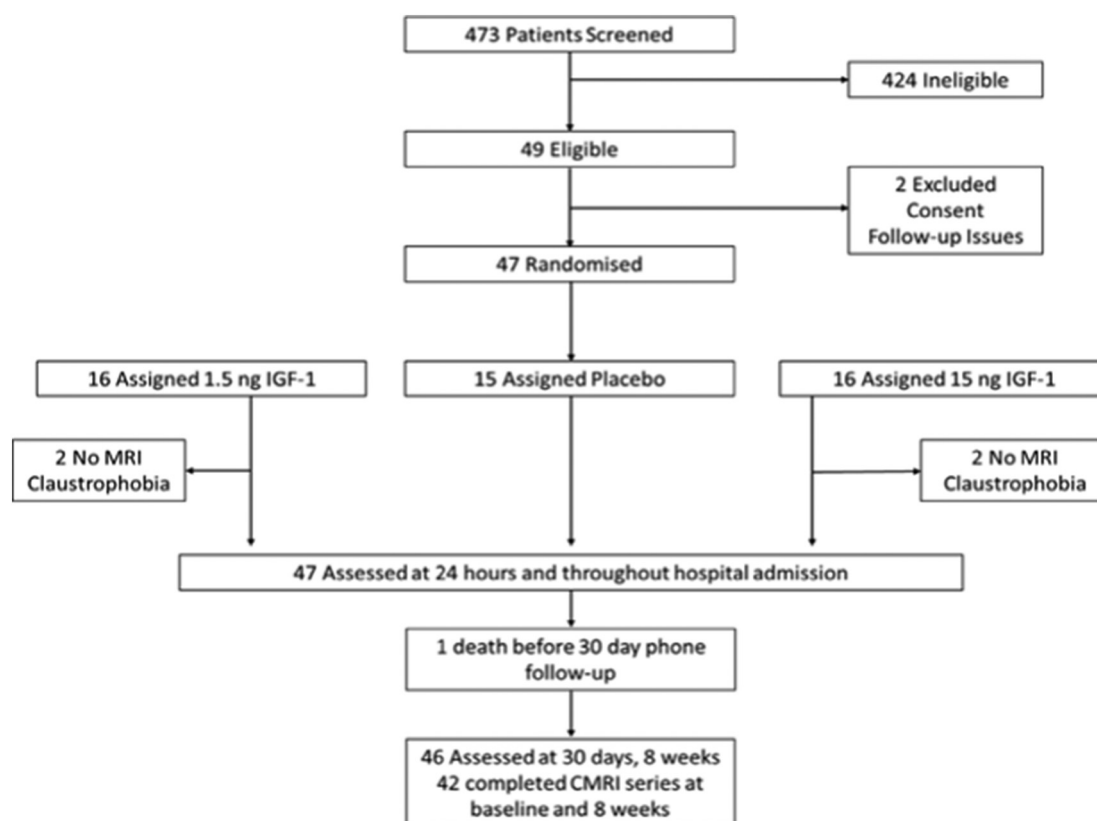 473 Patients Screened
424 Ineligible
49 Eligible
2 Excluded
Consent
Follow-up Issues
47 Randomised
16 Assigned 1.5 ng IGF-1
15 Assigned Placebo
16 Assigned 15 ng IGF-1
2 No MRI
Claustrophobia
2 No MRI
Claustrophobia
47 Assessed at 24 hours and throughout hospital admission
1 death before 30 day phone
follow-up
46 Assessed at 30 days, 8 weeks
42 completed CMRI series at
baseline and 8 weeks